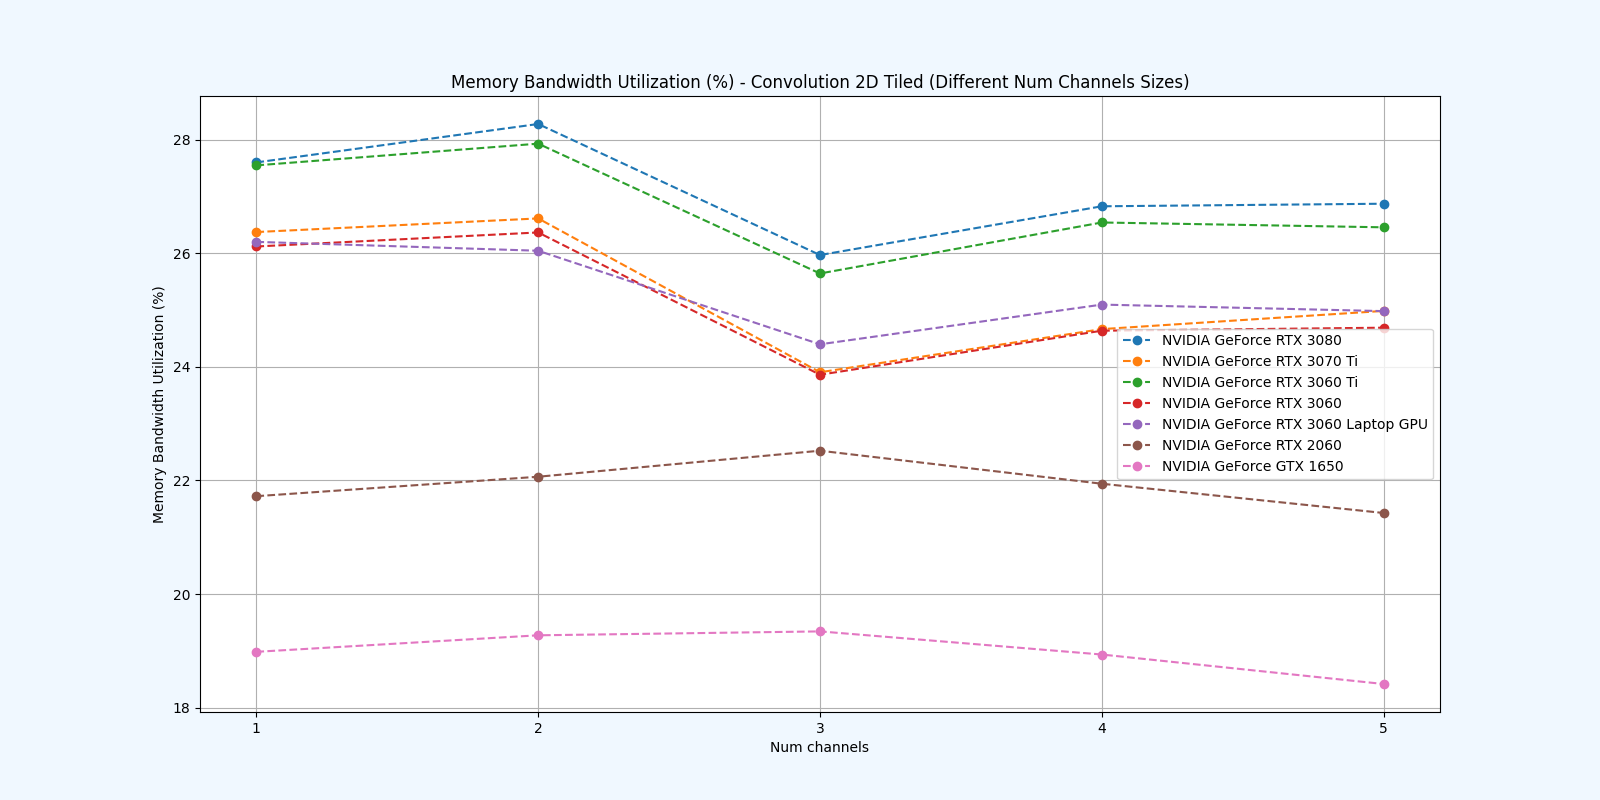 Memory Bandwidth Utilization (%) - Convolution 2D Tiled (Different Num Channels Sizes)
Memory Bandwidth Utilization (%)
28
26
24
22
20
18
NVIDIA GeForce RTX 3080
NVIDIA GeForce RTX 3070 Ti
NVIDIA GeForce RTX 3060 Ti
NVIDIA GeForce RTX 3060
NVIDIA GeForce RTX 3060 Laptop GPU
NVIDIA GeForce RTX 2060
NVIDIA GeForce GTX 1650
1 2 3 4 5
Num channels